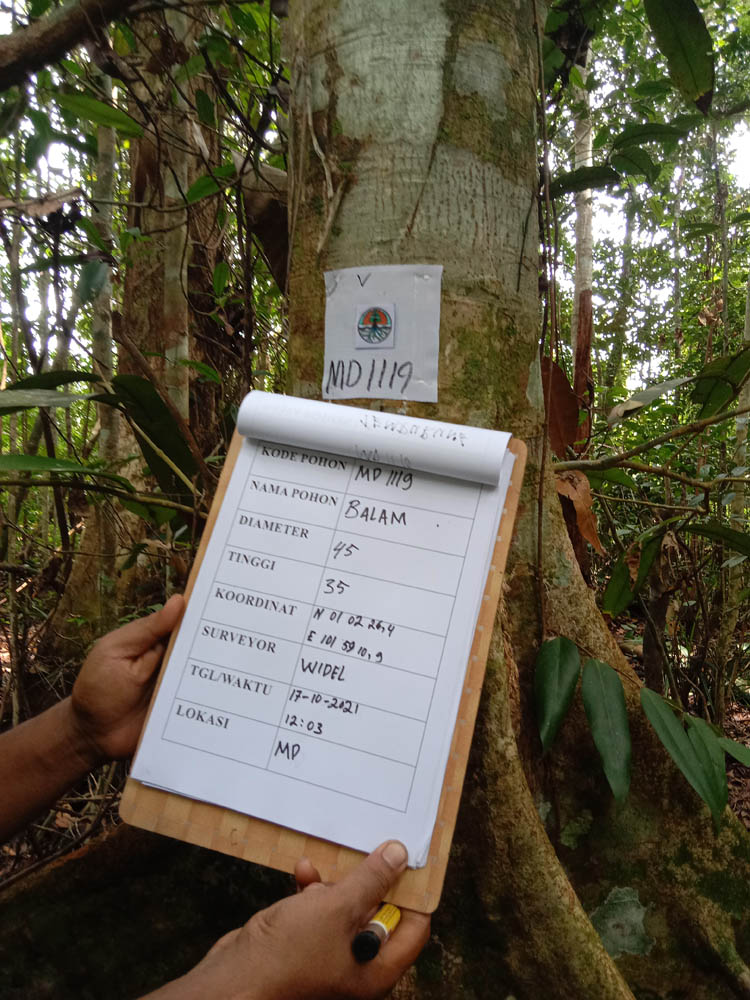 V
MD 1119
KODE POHON MD 1119
NAMA POHON BALAM
DIAMETER 45
TINGGI 35
KOORDINAT N 01 02 26,4
E 101 59 10,9
SURVEYOR WIDEL
TGL/WAKTU 17-10-2021
12:03
LOKASI MD